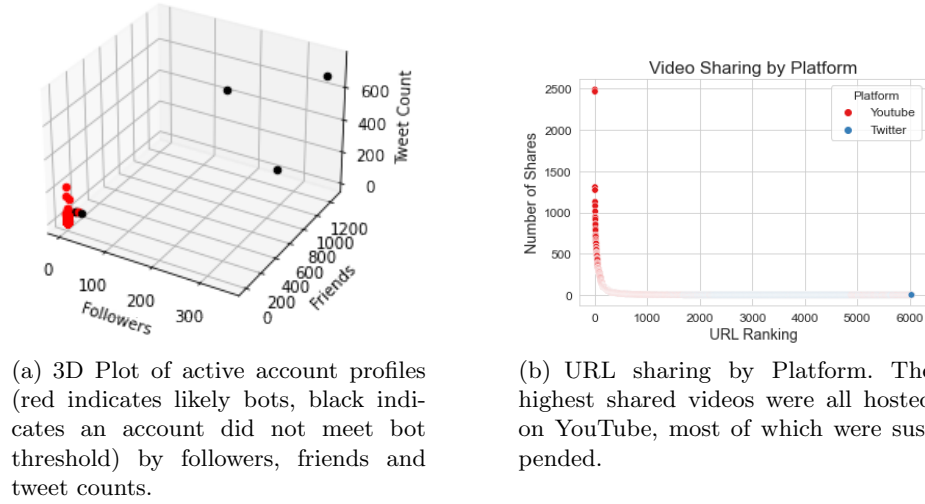 600
400
200
0
Tweet Count
1200
1000
800
600
400
200
0
Friends
0
100
200
300
Followers
(a) 3D Plot of active account profiles
(red indicates likely bots, black indi-
cates an account did not meet bot
threshold) by followers, friends and
tweet counts.
Video Sharing by Platform
Platform
Youtube
Twitter
2500
2000
1500
1000
500
0
Number of Shares
0
1000
2000
3000
4000
5000
6000
URL Ranking
(b) URL sharing by Platform. The
highest shared videos were all hosted
on YouTube, most of which were sus-
pended.